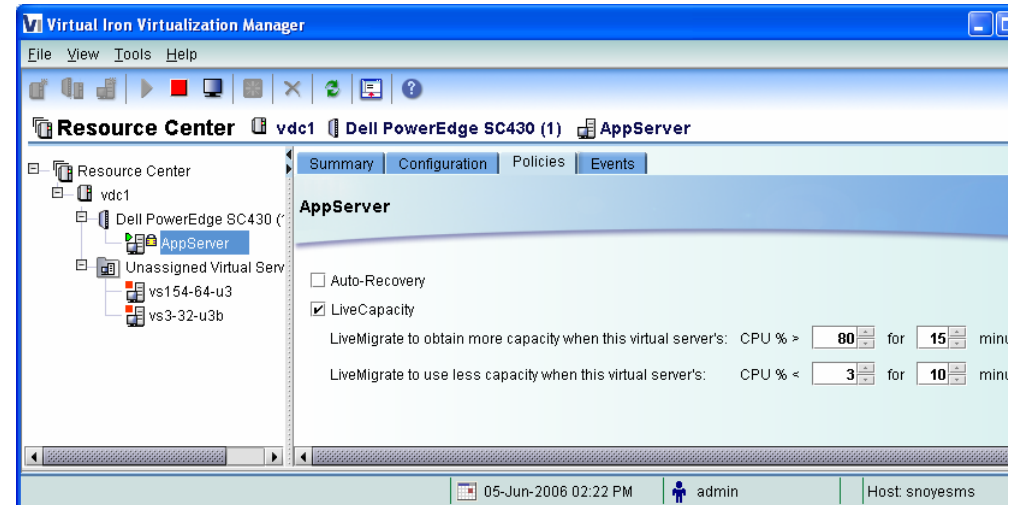 VI Virtual Iron Virtualization Manager
File View Tools Help
Resource Center vdc1 Dell PowerEdge SC430 (1) AppServer
Resource Center
vdc1
Dell PowerEdge SC430 (
AppServer
Unassigned Virtual Serv
vs154-64-u3
vs3-32-u3b
Summary Configuration Policies Events
AppServer
Auto-Recovery
LiveCapacity
LiveMigrate to obtain more capacity when this virtual server's: CPU % > 80 for 15 minu
LiveMigrate to use less capacity when this virtual server's: CPU % < 3 for 10 minu
05-Jun-2006 02:22 PM admin Host: snoyesms